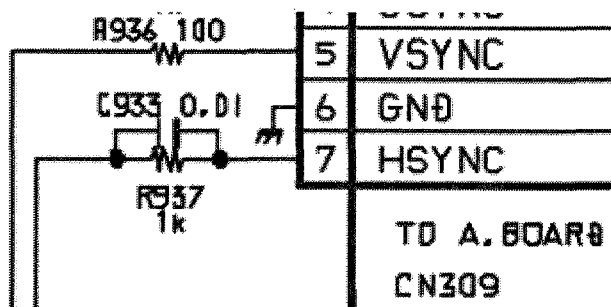 R936 100
5 VSYNC
C933 0.01
6 GND
7 HSYNC
R937
1k
TO A.BOARD
CN309